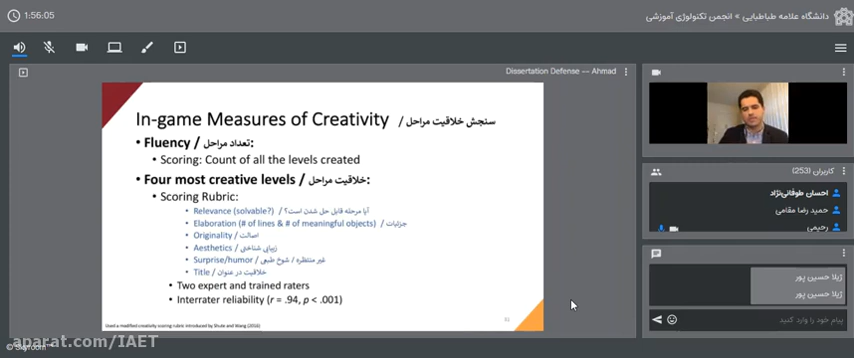 1:56:05
دانشگاه علامه طباطبایی » انجمن تکنولوژی آموزشی
Dissertation Defense -- Ahmad
In-game Measures of Creativity / سنجش خلاقیت مراحل
• Fluency / تعداد مراحل:
• Scoring: Count of all the levels created
• Four most creative levels / خلاقیت مراحل:
• Scoring Rubric:
• Relevance (solvable?) / آیا مرحله قابل حل شدن است؟
• Elaboration (# of lines & # of meaningful objects) / جزئیات
• Originality / اصالت
• Aesthetics / زیبایی شناختی
• Surprise/humor / غیر منتظره / شوخ طبعی
• Title / خلاقیت در عنوان
• Two expert and trained raters
• Interrater reliability (r = .94, p < .001)
Used a modified creativity scoring rubric introduced by Shute and Wang (2016)
کاربران (253)
احسان طوفانی‌نژاد
حمید رضا مقامی
رحیمی
ژیلا حسین پور
ژیلا حسین پور
پیام خود را وارد کنید
aparat.com/IAET